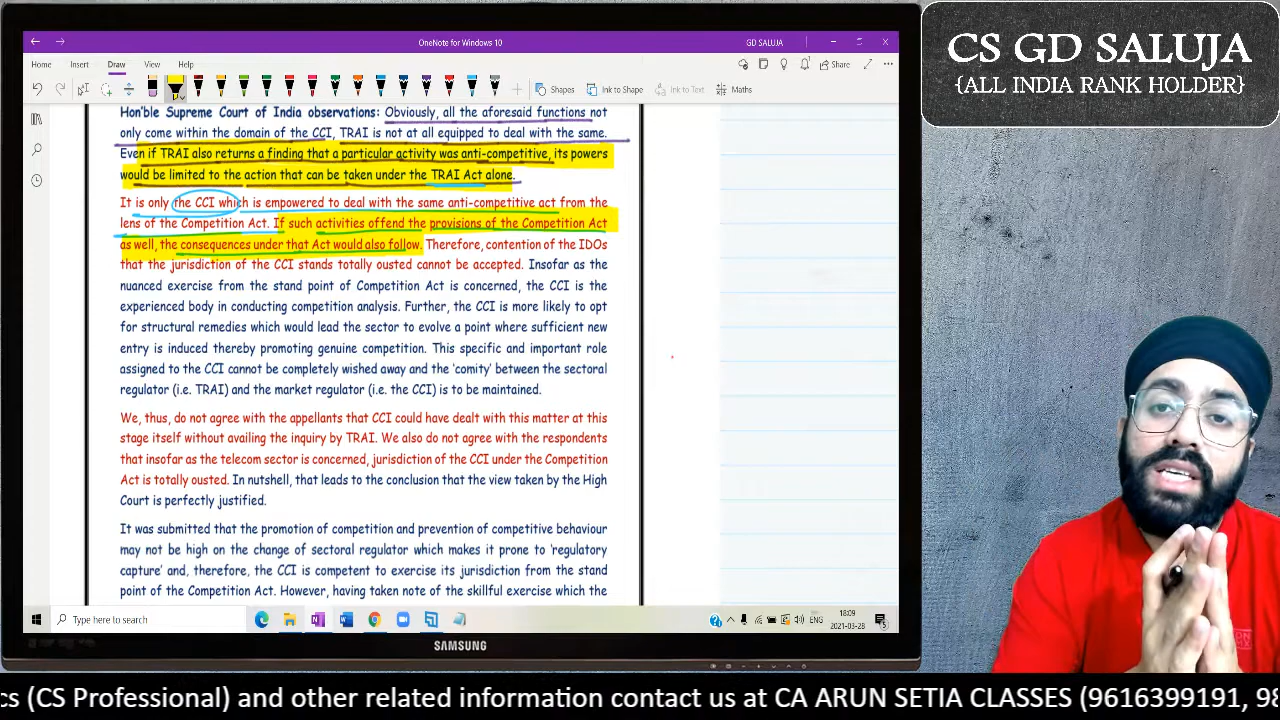 CS GD SALUJA
{ALL INDIA RANK HOLDER}
OneNote for Windows 10
GD SALUJA
Home Insert Draw View Help
Share
Shapes
Ink to Shape
Ink to Text
Maths
Hon'ble Supreme Court of India observations: Obviously, all the aforesaid functions not
only come within the domain of the CCI, TRAI is not at all equipped to deal with the same.
Even if TRAI also returns a finding that a particular activity was anti-competitive, its powers
would be limited to the action that can be taken under the TRAI Act alone.
It is only the CCI which is empowered to deal with the same anti-competitive act from the
lens of the Competition Act. If such activities offend the provisions of the Competition Act
as well, the consequences under that Act would also follow. Therefore, contention of the IDOs
that the jurisdiction of the CCI stands totally ousted cannot be accepted. Insofar as the
nuanced exercise from the stand point of Competition Act is concerned, the CCI is the
experienced body in conducting competition analysis. Further, the CCI is more likely to opt
for structural remedies which would lead the sector to evolve a point where sufficient new
entry is induced thereby promoting genuine competition. This specific and important role
assigned to the CCI cannot be completely wished away and the 'comity' between the sectoral
regulator (i.e. TRAI) and the market regulator (i.e. the CCI) is to be maintained.
We, thus, do not agree with the appellants that CCI could have dealt with this matter at this
stage itself without availing the inquiry by TRAI. We also do not agree with the respondents
that insofar as the telecom sector is concerned, jurisdiction of the CCI under the Competition
Act is totally ousted. In nutshell, that leads to the conclusion that the view taken by the High
Court is perfectly justified.
It was submitted that the promotion of competition and prevention of competitive behaviour
may not be high on the change of sectoral regulator which makes it prone to 'regulatory
capture' and, therefore, the CCI is competent to exercise its jurisdiction from the stand
point of the Competition Act. However, having taken note of the skillful exercise which the
Type here to search
ENG
18:09
2021-03-28
5
SAMSUNG
cs (CS Professional) and other related information contact us at CA ARUN SETIA CLASSES (9616399191, 98